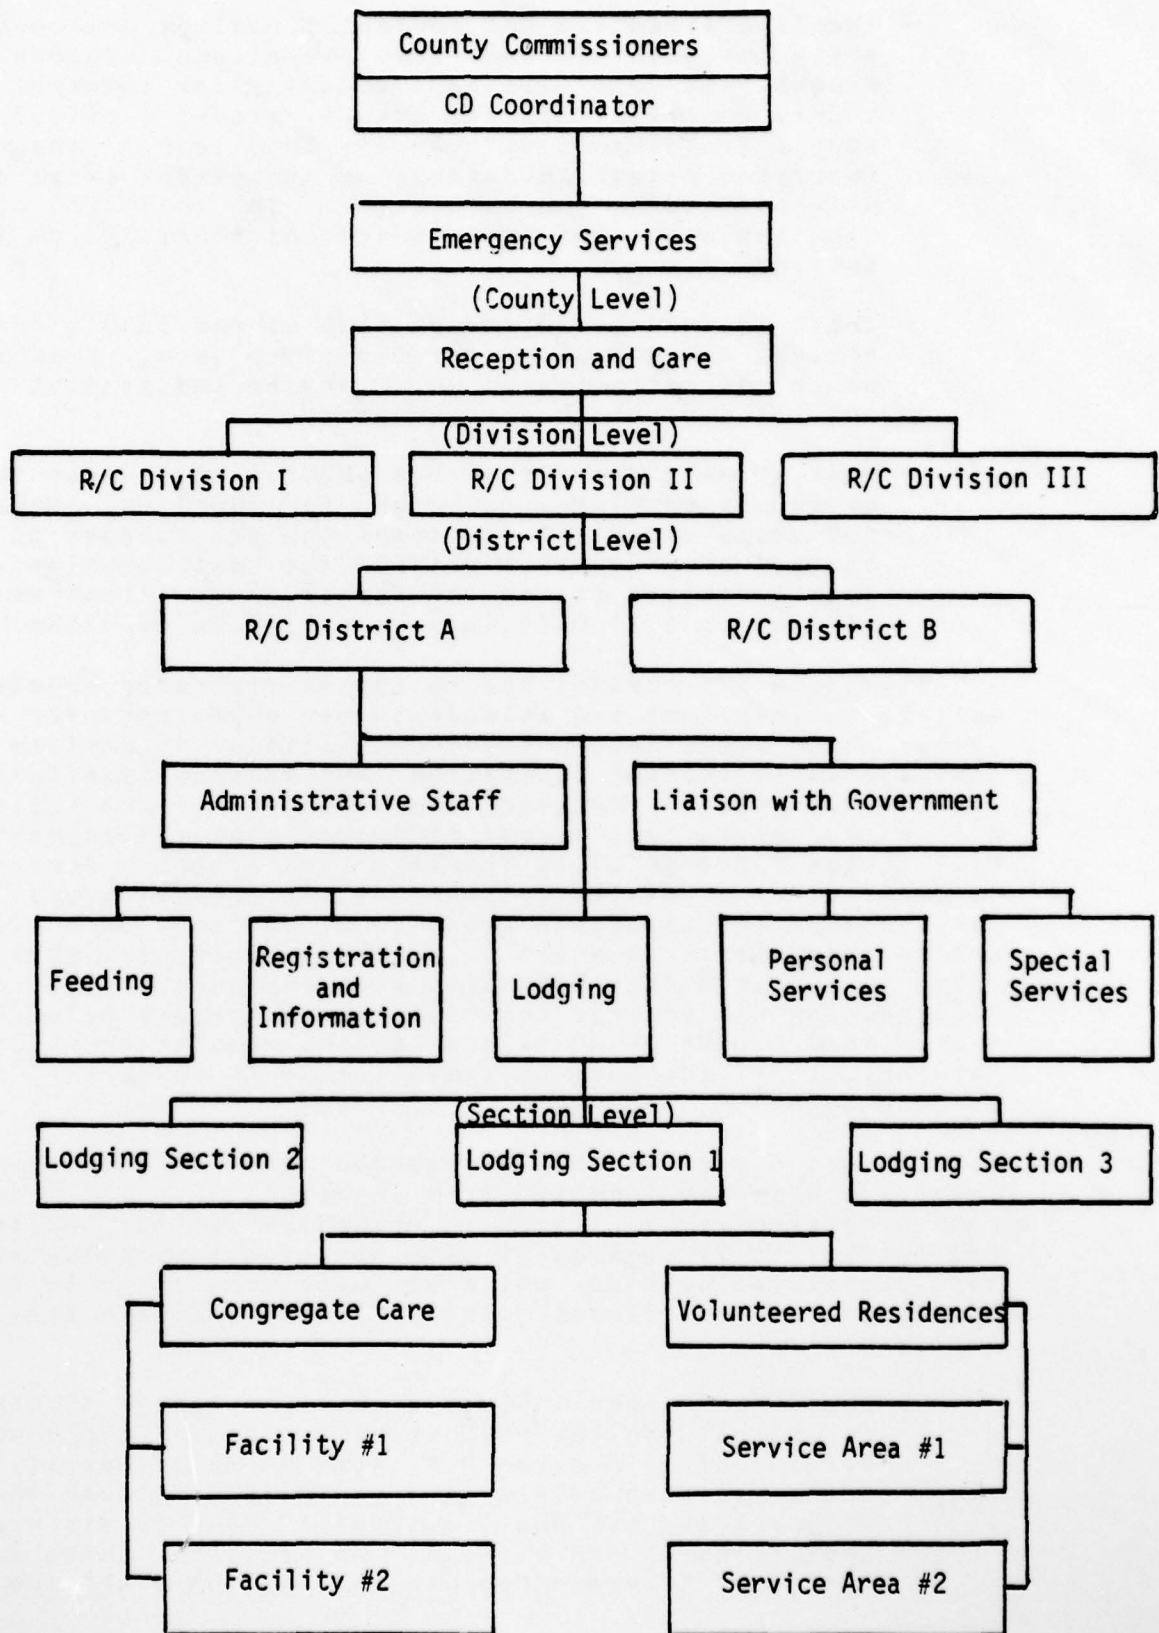 County Commissioners
CD Coordinator
Emergency Services
(County Level)
Reception and Care
(Division Level)
R/C Division I
R/C Division II
R/C Division III
(District Level)
R/C District A
R/C District B
Administrative Staff
Liaison with Government
Feeding
Registration
and
Information
Lodging
Personal
Services
Special
Services
(Section Level)
Lodging Section 2
Lodging Section 1
Lodging Section 3
Congregate Care
Volunteered Residences
Facility #1
Service Area #1
Facility #2
Service Area #2